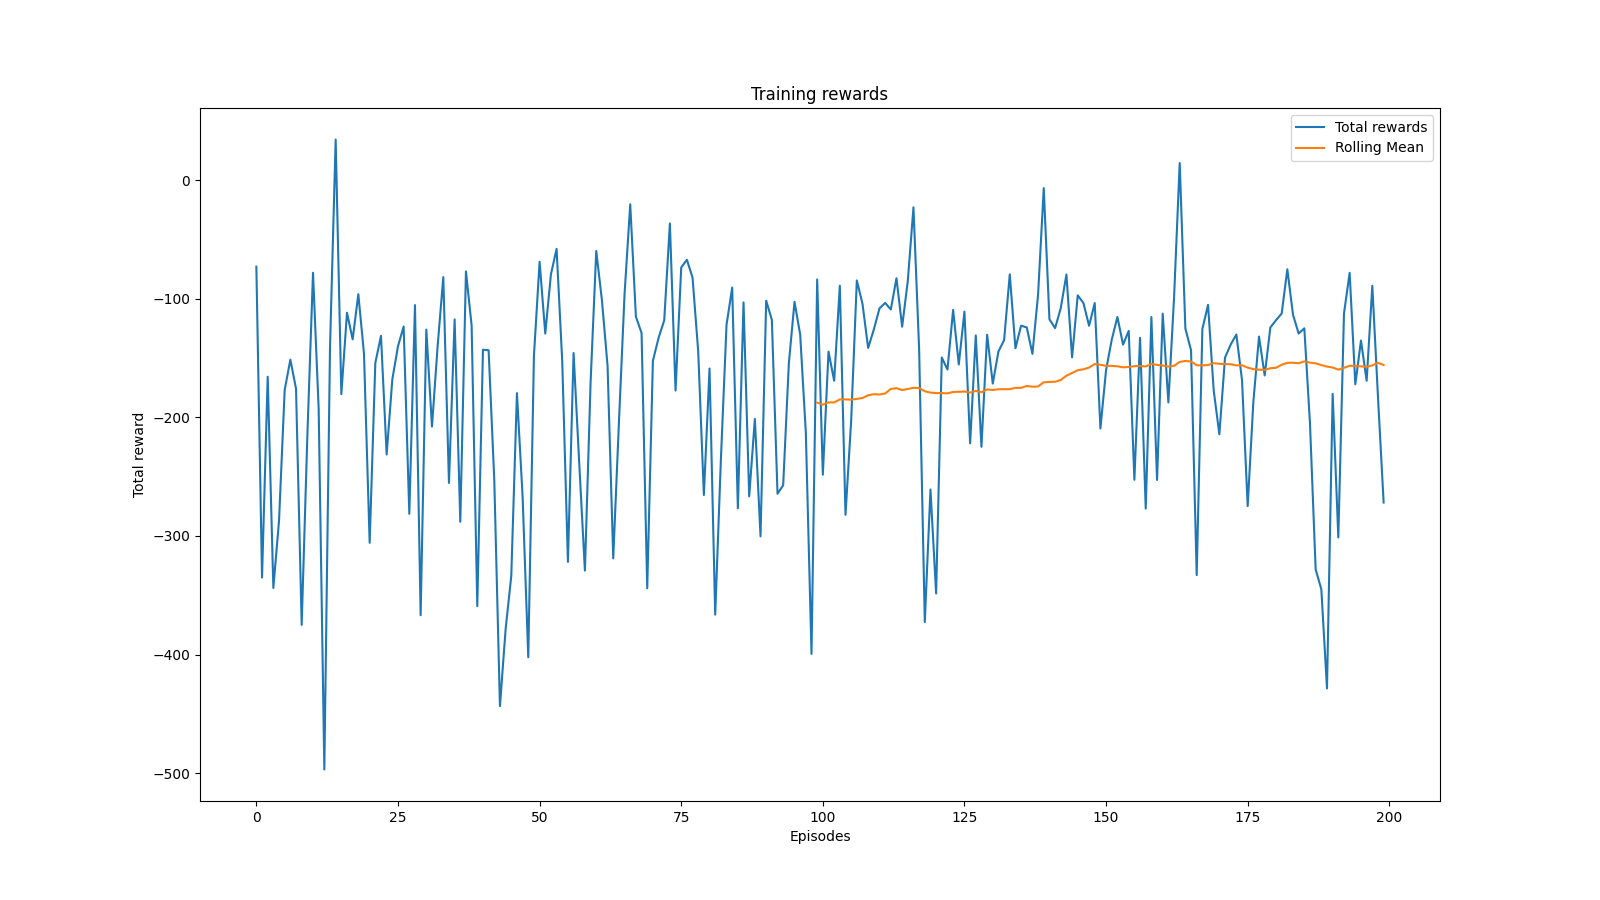 Training rewards
Total rewards
Rolling Mean
0
−100
−200
−300
−400
−500
Total reward
0 25 50 75 100 125 150 175 200
Episodes